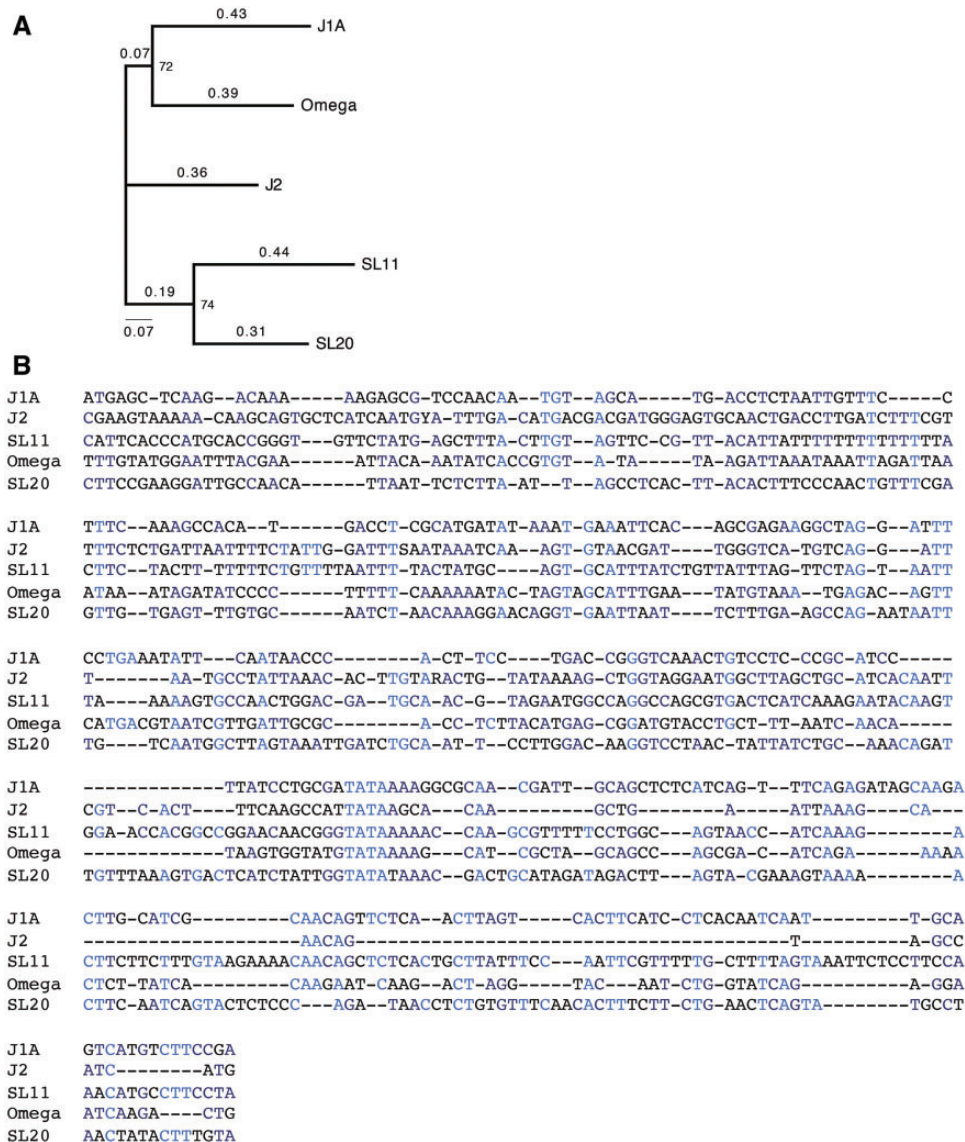 A
0.43
J1A
0.07
72
0.39
Omega
0.36
J2
0.44
SL11
0.19
74
0.07
0.31
SL20
B
J1A ATGAGC-TCAAG--ACAAA-----AAGAGCG-TCCAACAA--TGT--AGCA-----TG-ACCTCTAATTGTTTC-----C
J2 CGAAGTAAAAA-CAAGCAGTGCTCATCAATGYA-TTTGA-CATGACGACGATGGGAGTGCAACTGACCTTGATCTTTCGT
SL11 CATTCACCCATGCACCGGGT---GTTCTATG-AGCTTTA-CTTGT--AGTTC-CG-TT-ACATTATTTTTTTTTTTTTTA
Omega TTTGTATGGAATTTACGAA------ATTACA-AATATCACCGTGT--A-TA-----TA-AGATTAAATAAATTAGATTAA
SL20 CTTCCGAAGGATTGCCAACA-----TTAAT-TCTCTTA-AT--T--AGCCTCAC-TT-ACACTTTCCCAACTGTTTCGA
J1A TTTC--AAAGCCACA--T-------GACCT-CGCATGATAT-AAAT-GAAATTCAC---AGCGAGAAGGCTAG-G--ATTT
J2 TTTCTCTGATTAATTTTCTATTG-GATTTSAATAAATCAA--AGT-GTAACGAT----TGGGTCA-TGTCAG-G---ATT
SL11 CTTC--TACTT-TTTTTCTGTTTTAATTT-TACTATGC----AGT-GCATTTATCTGTTATTTAG-TTCTAG-T--AATT
Omega ATAA--ATAGATATCCCC-------TTTTT-CAAAAAATAC-TAGTAGCATTTGAA---TATGTAAA--TGAGAC--AGTT
SL20 GTTG--TGAGT-TTGTGC------AATCT-AACAAAGGAACAGGT-GAATTAAT----TCTTTGA-AGCCAG-AATAATT
J1A CCTGAAATATT---CAATAACCC---------A-CT-TCC----TGAC-CGGGTCAAACTGTCCTC-CCGC-ATCC-----
J2 T-------AA-TGCCTATTAAAC-AC-TTGTARACTG--TATAAAAG-CTGGTAGGAATGGCTTAGCTGC-ATCACAATT
SL11 TA-----AAAAGTGCCAACTGGAC-GA--TGCA-AC-G--TAGAATGGCCAGGCCAGCGTGACTCATCAAAGAATACAAGT
Omega CATGACGTAATCGTTGATTGCGC---------A-CC-TCTTACATGAG-CGGATGTACCTGCT-TT-AATC-AACA-----
SL20 TG----TCAATGGCTTAGTAAATTGATCTGCA-AT-T--CCTTGGAC-AAGGTCCTAAC-TATTATCTGC--AAACAGAT
J1A -------------TTATCCTGCGATATAAAAGGCGCAA--CGATT--GCAGCTCTCATCAG-T--TTCAGAGATAGCAAGA
J2 CGT--C-ACT----TTCAAGCCATTATAAGCA--CAA--------GCTG--------A----ATTAAAG---CA---
SL11 GGA-ACCACGGCCGGAACAACGGGTATAAAAAC--CAA-GCGTTTTTCCTGGC---AGTAACC--ATCAAAG--------A
Omega -------------TAAGTGGTATGTATAAAAG---CAT--CGCTA--GCAGCC---AGCGA-C--ATCAGA-----AAAA
SL20 TGTTTAAAGTGACTCATCTATTGGTATATAAAC--GACTGCATAGATAGACTT---AGTA-CGAAAGTAAAA--------A
J1A CTTG-CATCG---------CAACAGTTCTCA--ACTTAGT-----CACTTCATC-CTCACAATCAAT---------T-GCA
J2 --------------------AACAG----------------------------------------T----------A-GCC
SL11 CTTCTTCTTTGTAAGAAAACAACAGCTCTCACTGCTTATTTCC---AATTCGTTTTTG-CTTTTAGTAAATTCTCCTTCCA
Omega CTCT-TATCA---------CAAGAAT-CAAG--ACT-AGG-----TAC---AAT-CTG-GTATCAG----------A-GGA
SL20 CTTC-AATCAGTACTCTCCC---AGA--TAACCTCTGTGTTTCAACACTTTCTT-CTG-AACTCAGTA--------TGCCT
J1A GTCATGTCTTCCGA
J2 ATC--------ATG
SL11 AACATGCCTTCCTA
Omega ATCAAGA----CTG
SL20 AACTATACTTTGTA